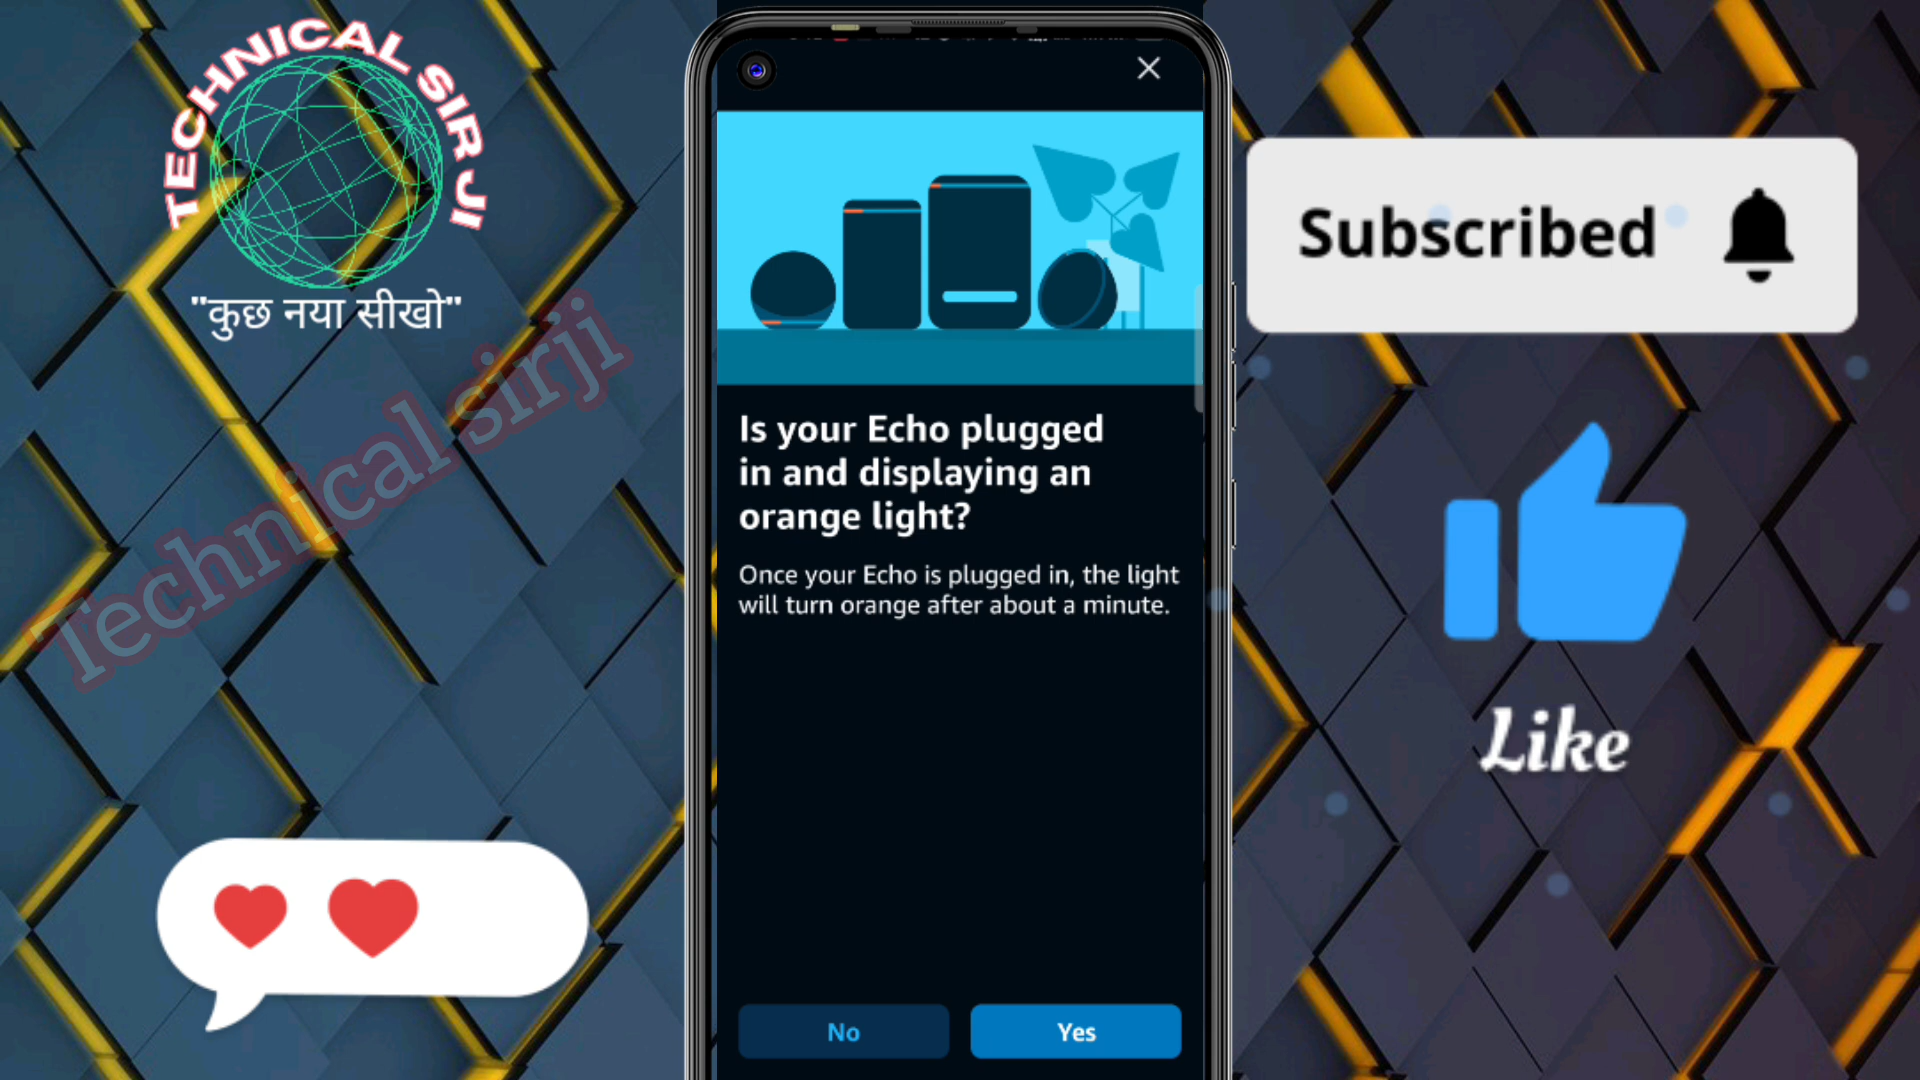 TECHNICAL SIR JI
"कुछ नया सीखो"
Technical sirji
Is your Echo plugged
in and displaying an
orange light?
Once your Echo is plugged in, the light
will turn orange after about a minute.
No
Yes
Subscribed
Like